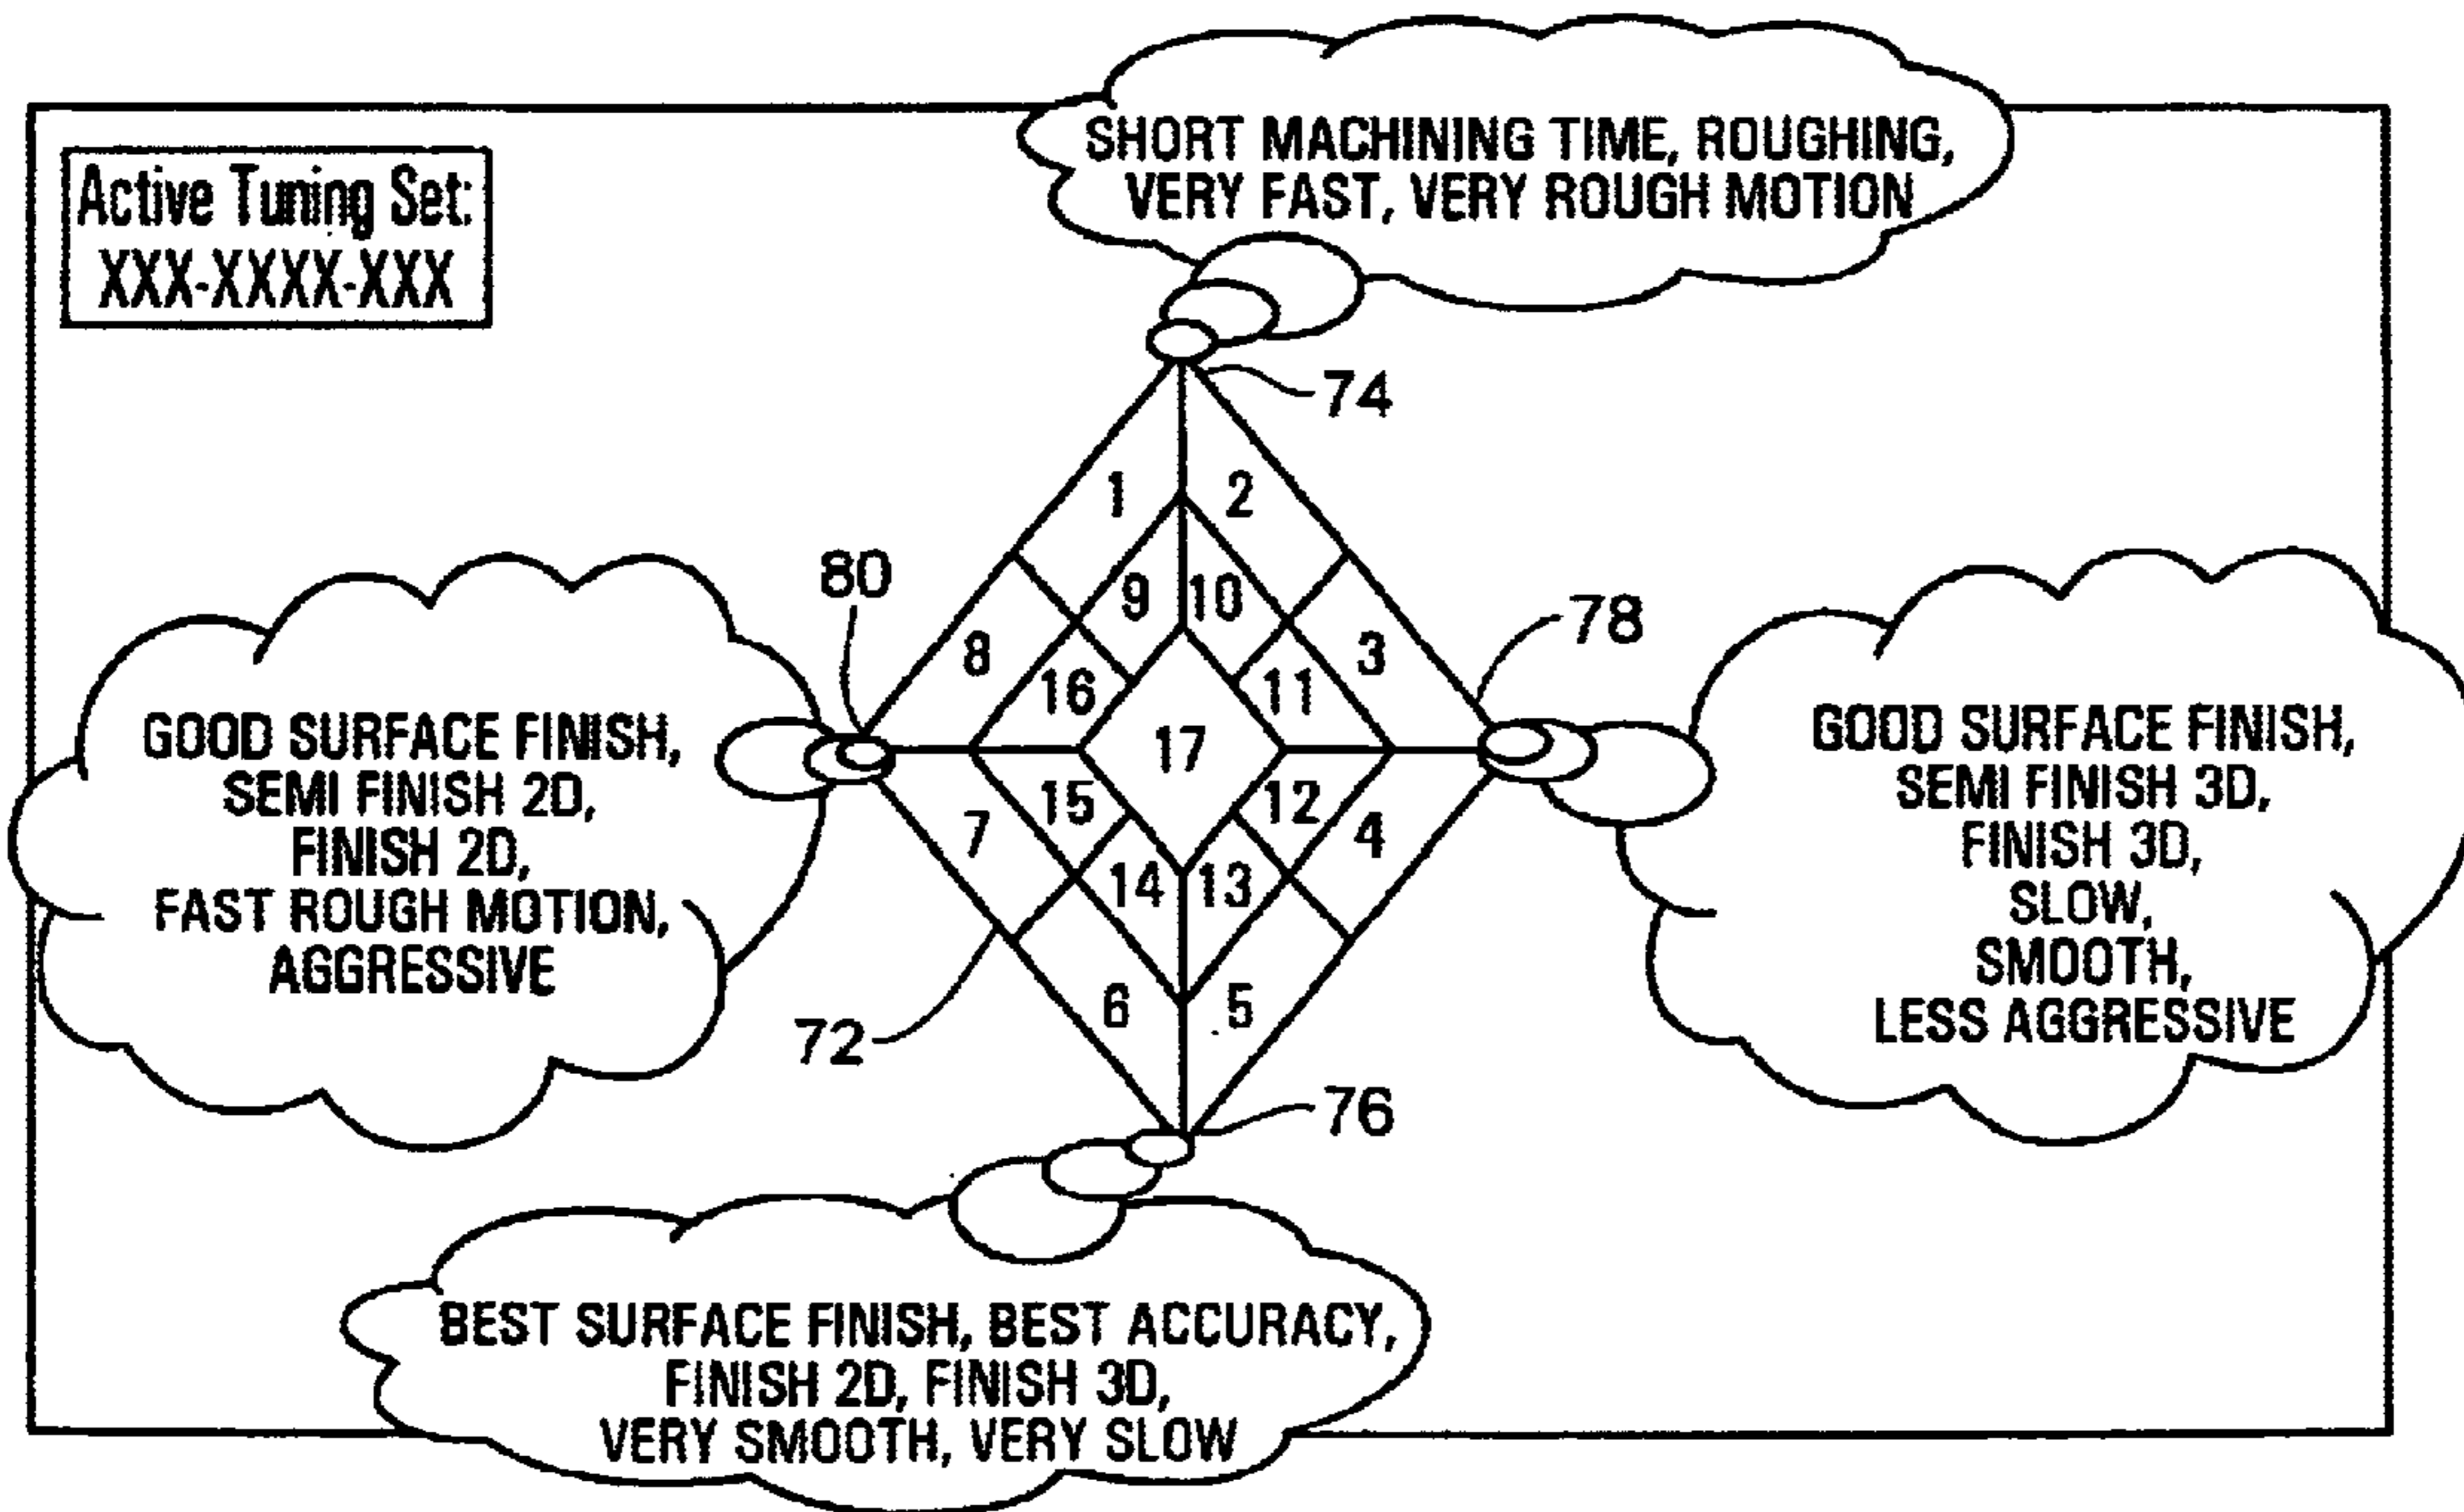 SHORT MACHINING TIME, ROUGHING,
VERY FAST, VERY ROUGH MOTION
Active Tuning Set:
XXX-XXXX-XXX
74
1
2
80
9
10
78
8
3
16
11
GOOD SURFACE FINISH,
SEMI FINISH 2D,
FINISH 2D,
FAST ROUGH MOTION,
AGGRESSIVE
17
15
12
7
4
14
13
6
5
72
76
GOOD SURFACE FINISH,
SEMI FINISH 3D,
FINISH 3D,
SLOW,
SMOOTH,
LESS AGGRESSIVE
BEST SURFACE FINISH, BEST ACCURACY,
FINISH 2D, FINISH 3D,
VERY SMOOTH, VERY SLOW